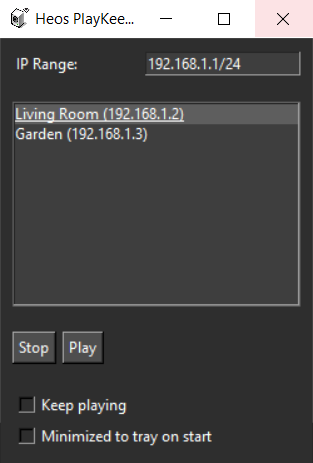 Heos PlayKee...
IP Range: 192.168.1.1/24
Living Room (192.168.1.2)
Garden (192.168.1.3)
Stop Play
Keep playing
Minimized to tray on start